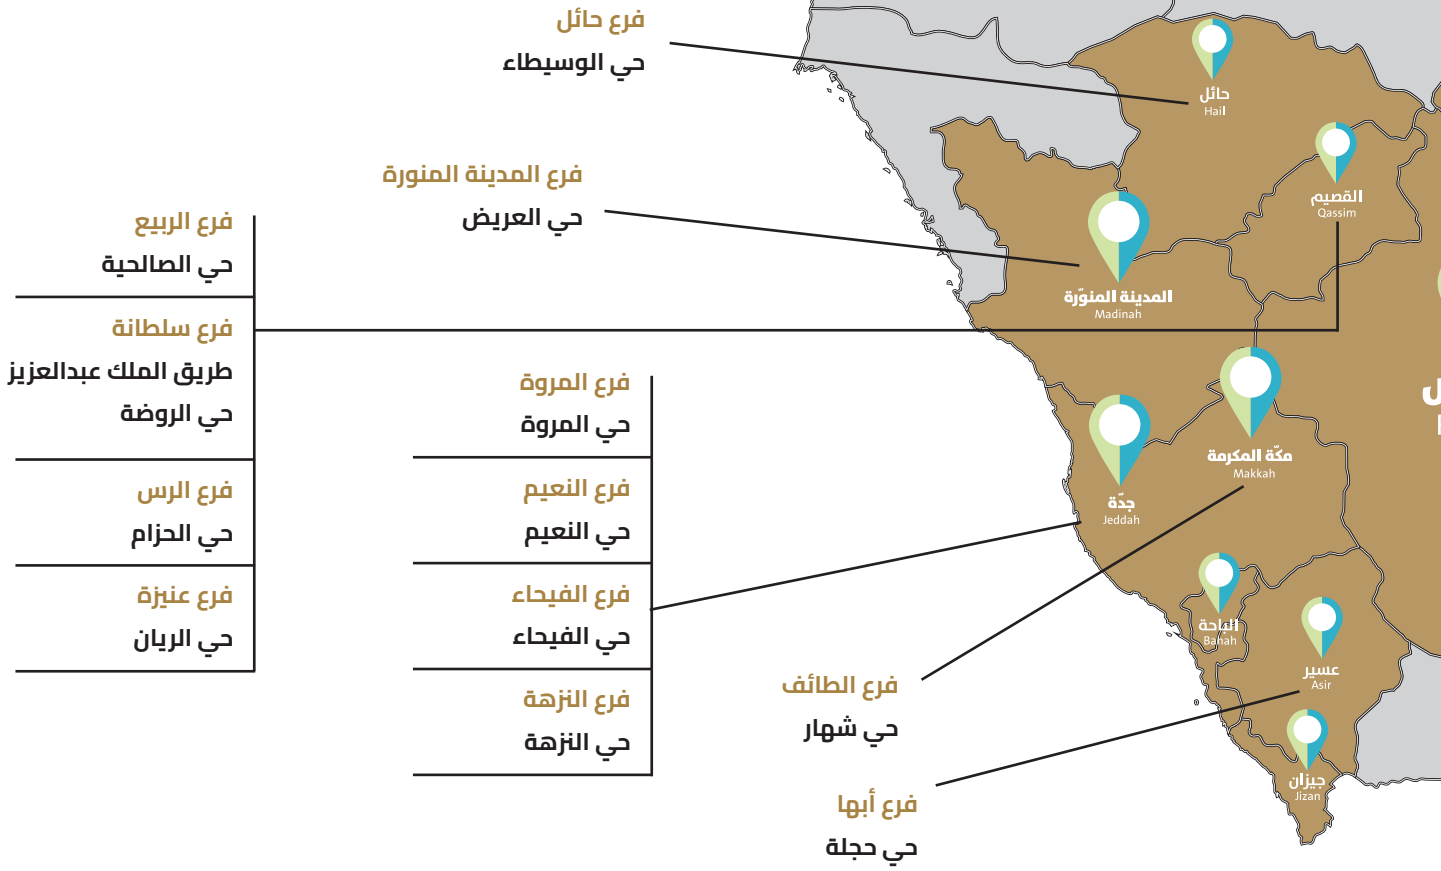 فرع حائل
حي الوسيطاء
فرع المدينة المنورة
حي العريض
فرع الربيع
حي الصالحية
فرع سلطانة
طريق الملك عبدالعزيز
حي الروضة
فرع الرس
حي الحزام
فرع عنيزة
حي الريان
فرع المروة
حي المروة
فرع النعيم
حي النعيم
فرع الفيحاء
حي الفيحاء
فرع النزهة
حي النزهة
فرع الطائف
حي شهار
فرع أبها
حي حجلة
حائل
Hail
القصيم
Qassim
المدينة المنوّرة
Madinah
مكّة المكرمة
Makkah
جدّة
Jeddah
الباحة
Bahah
عسير
Asir
جيزان
Jizan